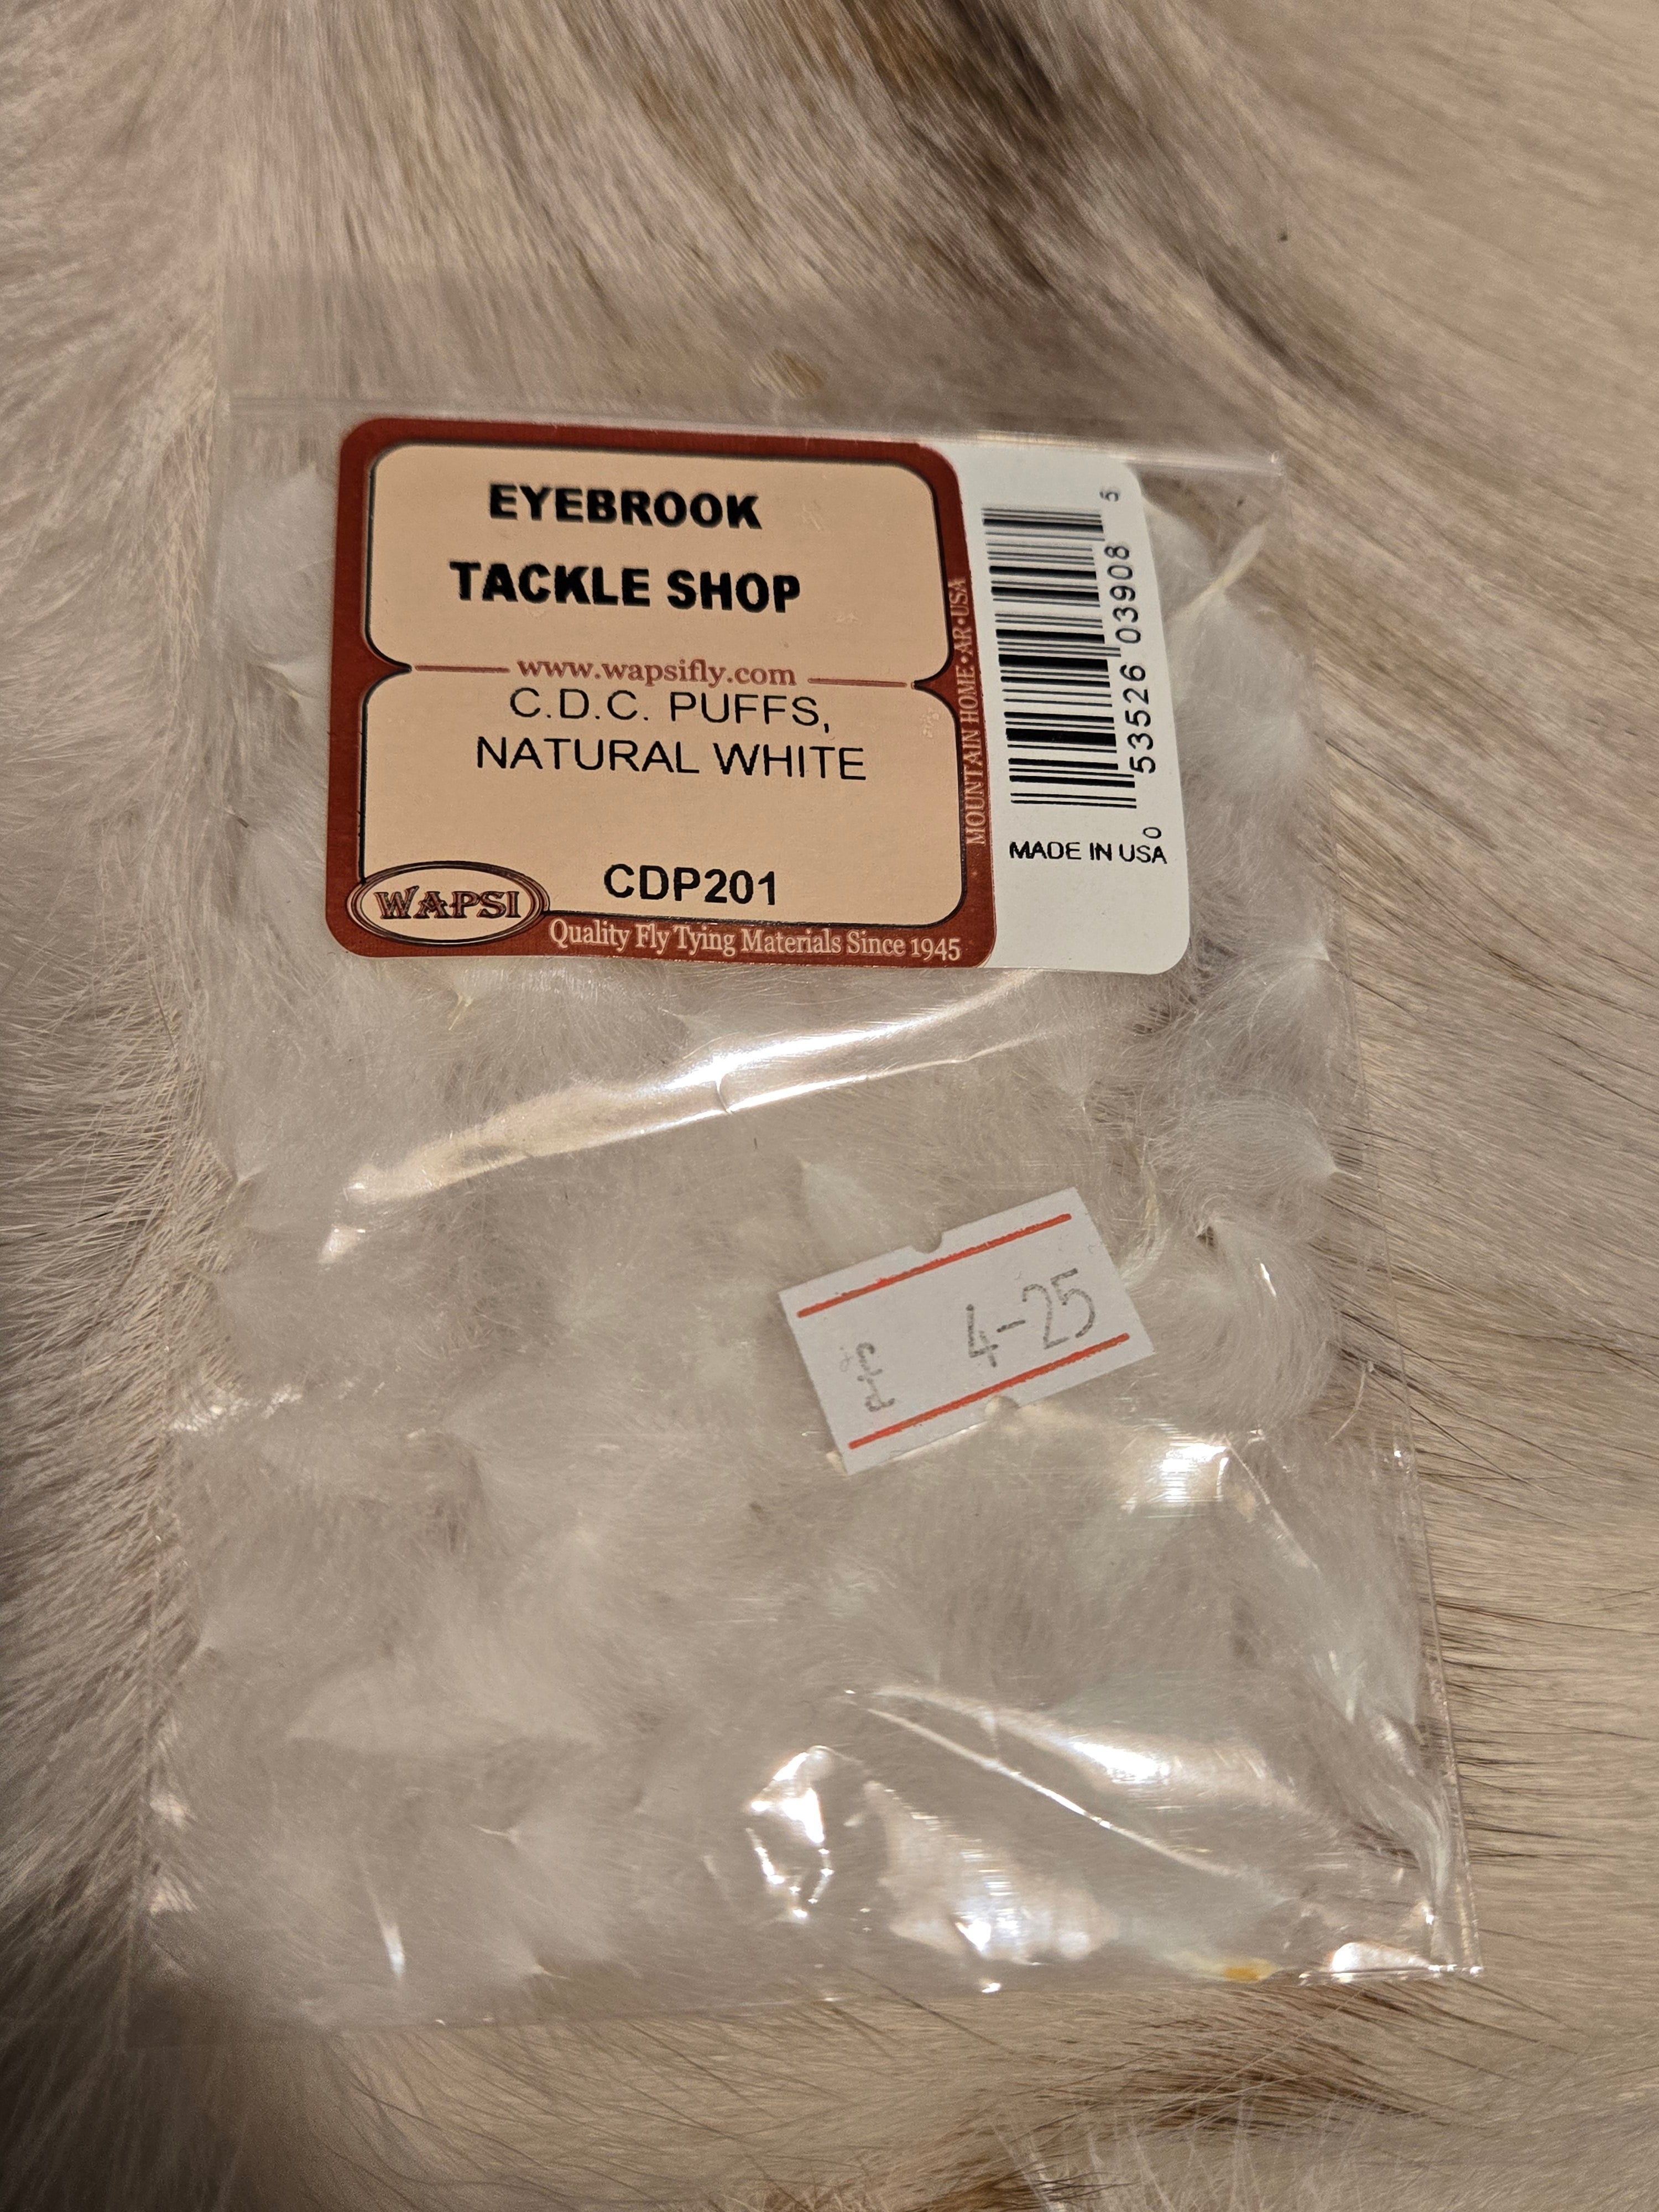 EYEBROOK
TACKLE SHOP
www.wapsifly.com
C.D.C. PUFFS,
NATURAL WHITE
CDP201
WAPSI
Quality Fly Tying Materials Since 1945
MOUNTAIN HOME•AR•USA
0 53526 03908 5
MADE IN USA
£ 4-25